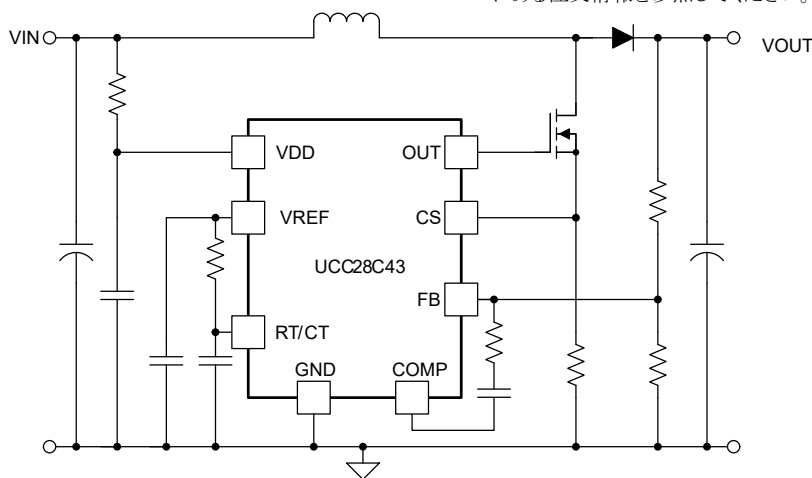 VIN
VOUT
VDD
OUT
VREF
CS
UCC28C43
FB
RT/CT
GND
COMP